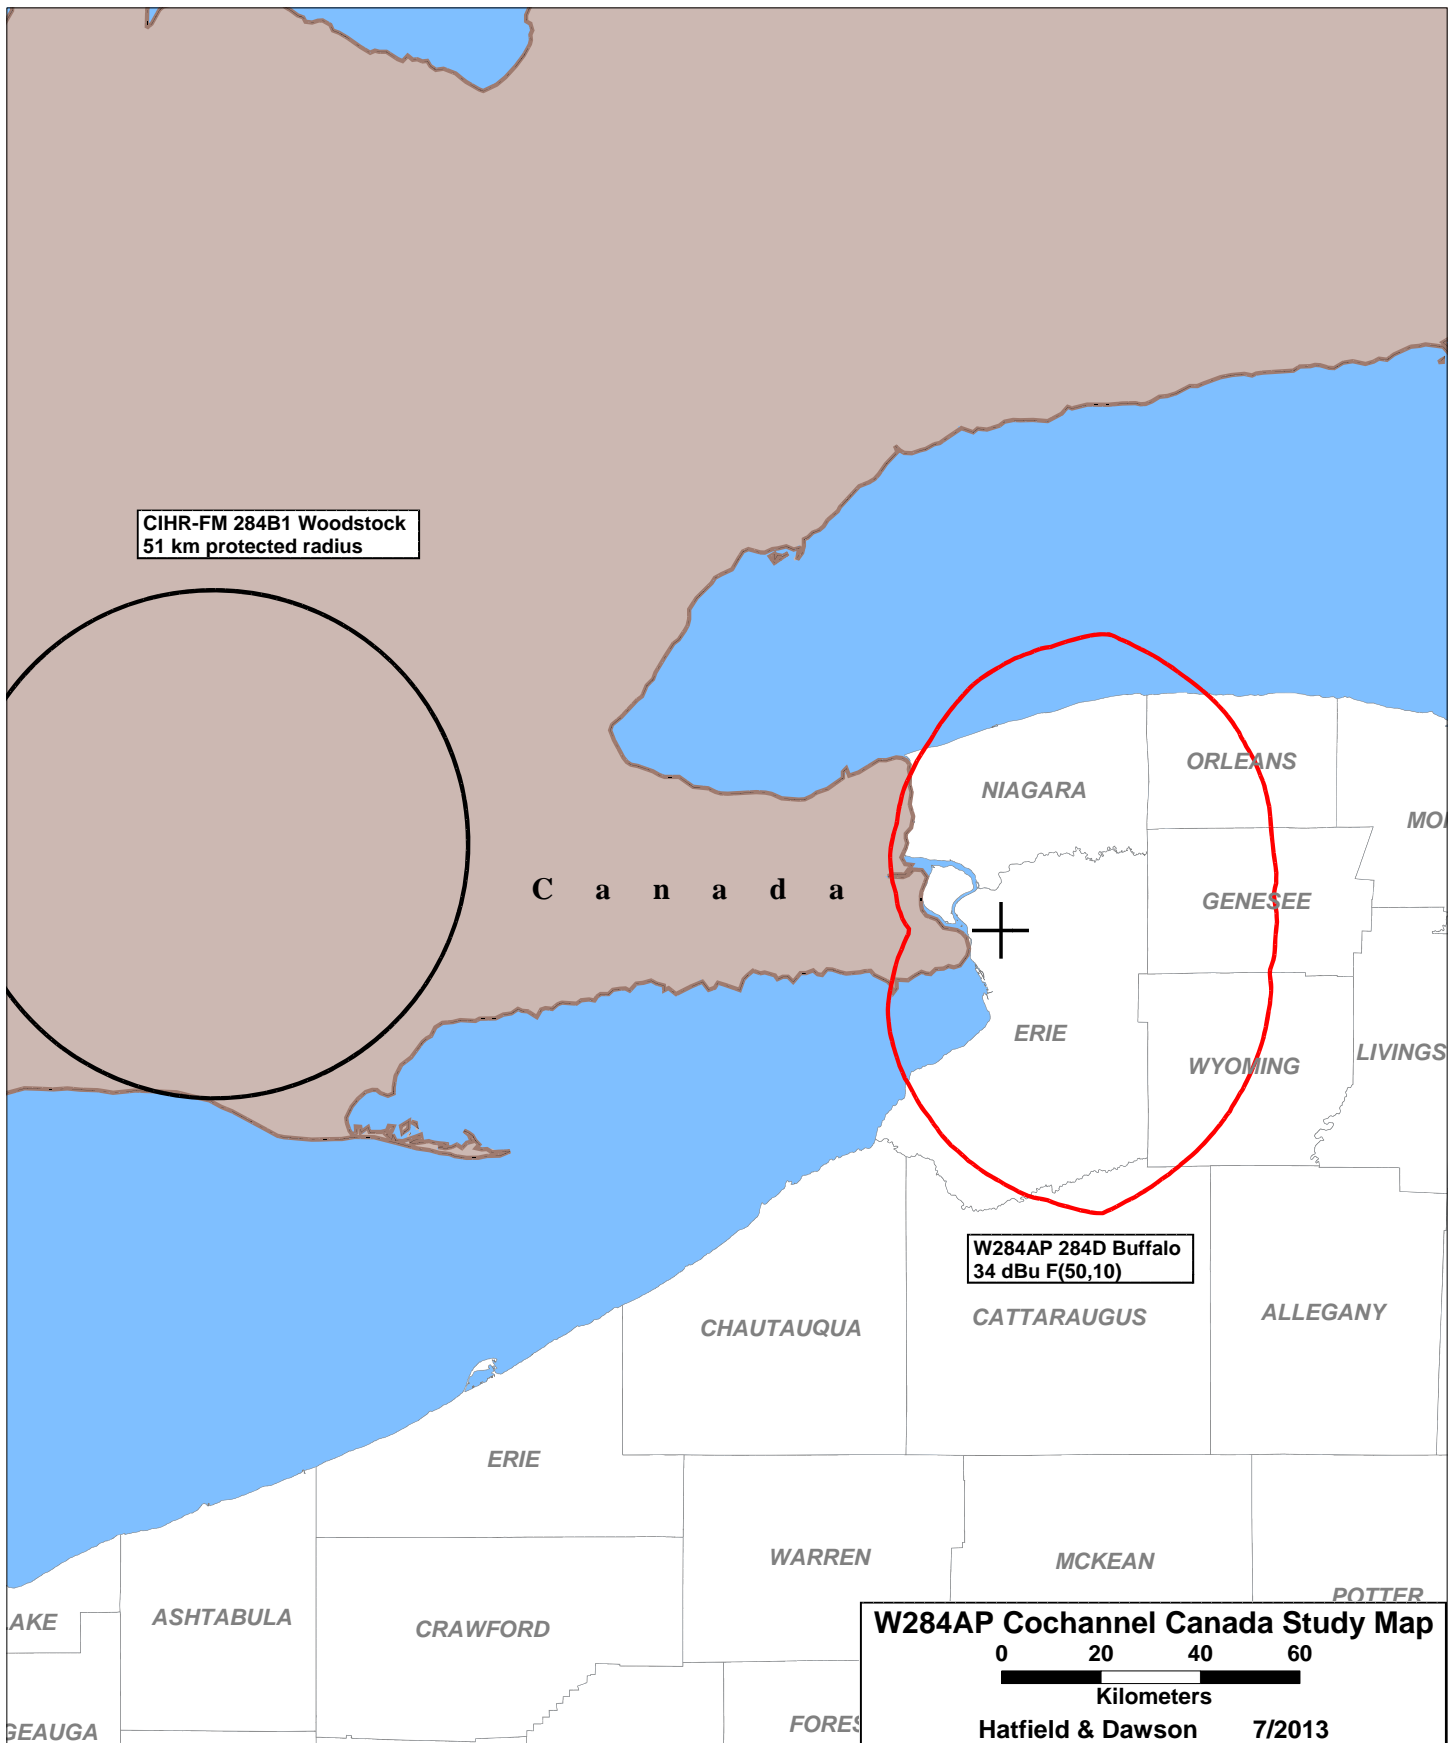 CIHR-FM 284B1 Woodstock
51 km protected radius
ORLEANS
NIAGARA
MO
Canada
GENESEE
ERIE
LIVINGS
WYOMING
W284AP 284D Buffalo
34 dBu F(50,10)
ALLEGANY
CATTARAUGUS
CHAUTAUQUA
ERIE
WARREN
MCKEAN
POTTER
AKE
ASHTABULA
CRAWFORD
W284AP Cochannel Canada Study Map
0 20 40 60
Kilometers
FORES
GEAUGA
Hatfield & Dawson 7/2013